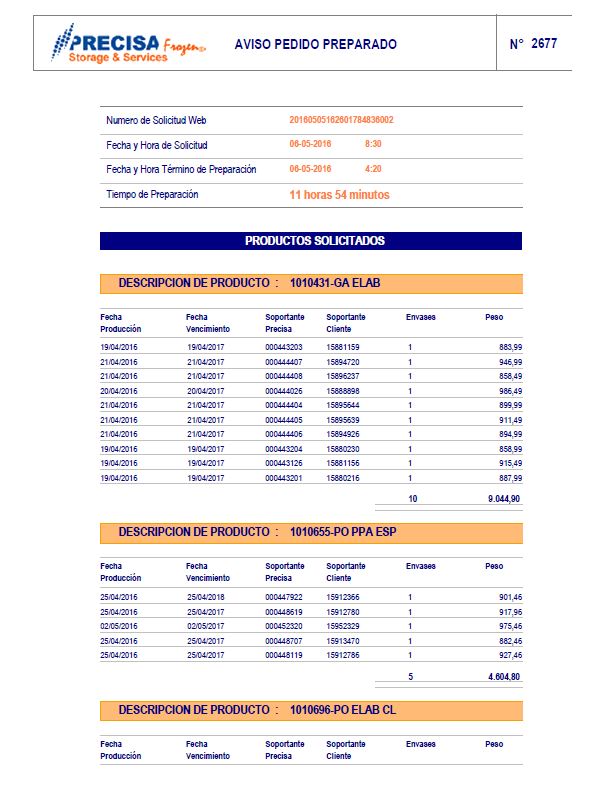 PRECISA Frozen
Storage & Services
AVISO PEDIDO PREPARADO
N° 2677
Numero de Solicitud Web 20160505162601784836002
Fecha y Hora de Solicitud 06-05-2016 8:30
Fecha y Hora Término de Preparación 06-05-2016 4:20
Tiempo de Preparación 11 horas 54 minutos
PRODUCTOS SOLICITADOS
DESCRIPCION DE PRODUCTO : 1010431-GA ELAB
Fecha Fecha Soportante Soportante Envases Peso
Producción Vencimiento Precisa Cliente
19/04/2016 19/04/2017 000443203 15881159 1 883,99
21/04/2016 21/04/2017 000444407 15894720 1 946,99
21/04/2016 21/04/2017 000444408 15896237 1 858,49
20/04/2016 20/04/2017 000444026 15888898 1 986,49
21/04/2016 21/04/2017 000444404 15895644 1 899,99
21/04/2016 21/04/2017 000444405 15895639 1 911,49
21/04/2016 21/04/2017 000444406 15894926 1 894,99
19/04/2016 19/04/2017 000443204 15880230 1 858,99
19/04/2016 19/04/2017 000443126 15881156 1 915,49
19/04/2016 19/04/2017 000443201 15880216 1 887,99
10 9.044,90
DESCRIPCION DE PRODUCTO : 1010655-PO PPA ESP
Fecha Fecha Soportante Soportante Envases Peso
Producción Vencimiento Precisa Cliente
25/04/2016 25/04/2018 000447922 15912366 1 901,46
25/04/2016 25/04/2017 000448619 15912780 1 917,96
02/05/2016 02/05/2017 000452320 15952329 1 975,46
25/04/2016 25/04/2017 000448707 15913470 1 882,46
25/04/2016 25/04/2017 000448119 15912786 1 927,46
5 4.604,80
DESCRIPCION DE PRODUCTO : 1010696-PO ELAB CL
Fecha Fecha Soportante Soportante Envases Peso
Producción Vencimiento Precisa Cliente